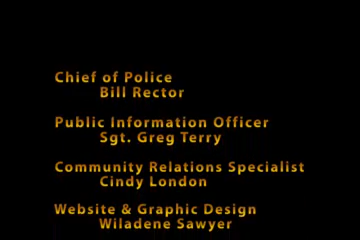 Chief of Police
Bill Rector
Public Information Officer
Sgt. Greg Terry
Community Relations Specialist
Cindy London
Website & Graphic Design
Wiladene Sawyer